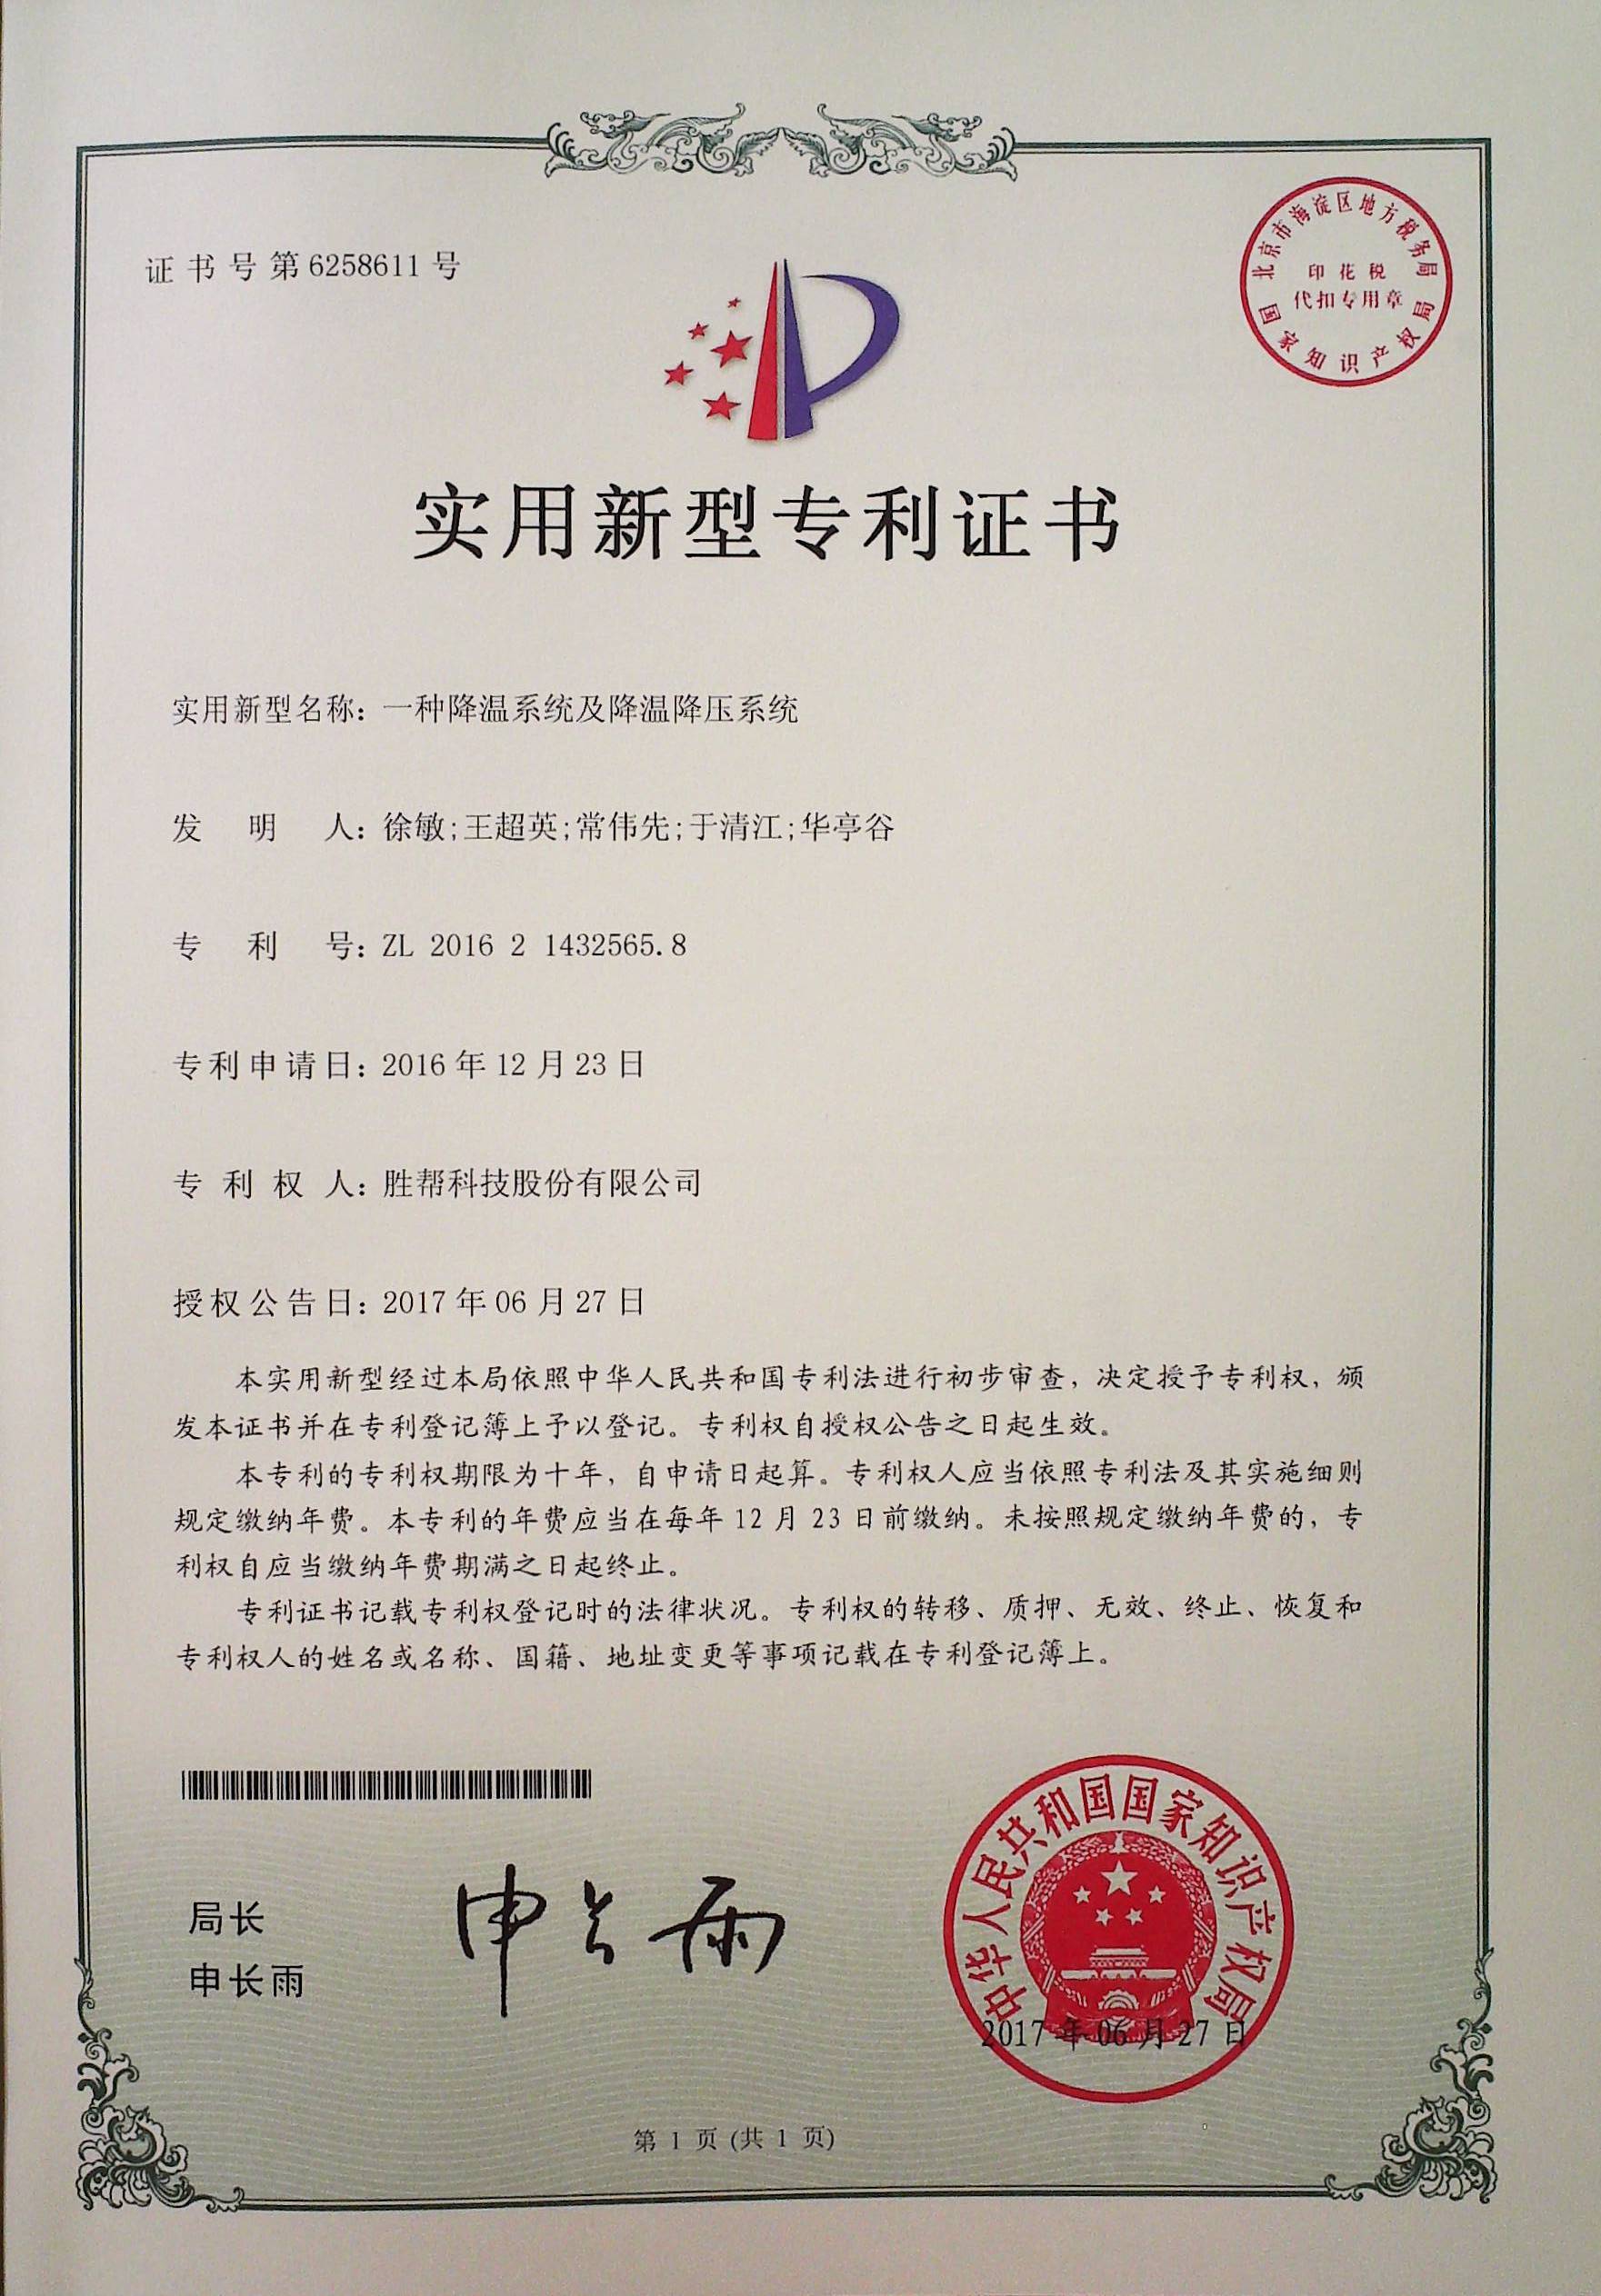 证书号第6258611号
北京市海淀区地方税务局
印花税
代扣专用章
国家知识产权局
实用新型专利证书
实用新型名称：一种降温系统及降温降压系统
发明人：徐敏;王超英;常伟先;于清江;华亭谷
专利号：ZL 2016 2 1432565.8
专利申请日：2016年12月23日
专利权人：胜帮科技股份有限公司
授权公告日：2017年06月27日
本实用新型经过本局依照中华人民共和国专利法进行初步审查，决定授予专利权，颁
发本证书并在专利登记簿上予以登记。专利权自授权公告之日起生效。
本专利的专利权期限为十年，自申请日起算。专利权人应当依照专利法及其实施细则
规定缴纳年费。本专利的年费应当在每年12月23日前缴纳。未按照规定缴纳年费的，专
利权自应当缴纳年费期满之日起终止。
专利证书记载专利权登记时的法律状况。专利权的转移、质押、无效、终止、恢复和
专利权人的姓名或名称、国籍、地址变更等事项记载在专利登记簿上。
局长
申长雨
申长雨
中华人民共和国国家知识产权局
2017年06月27日
第1页(共1页)